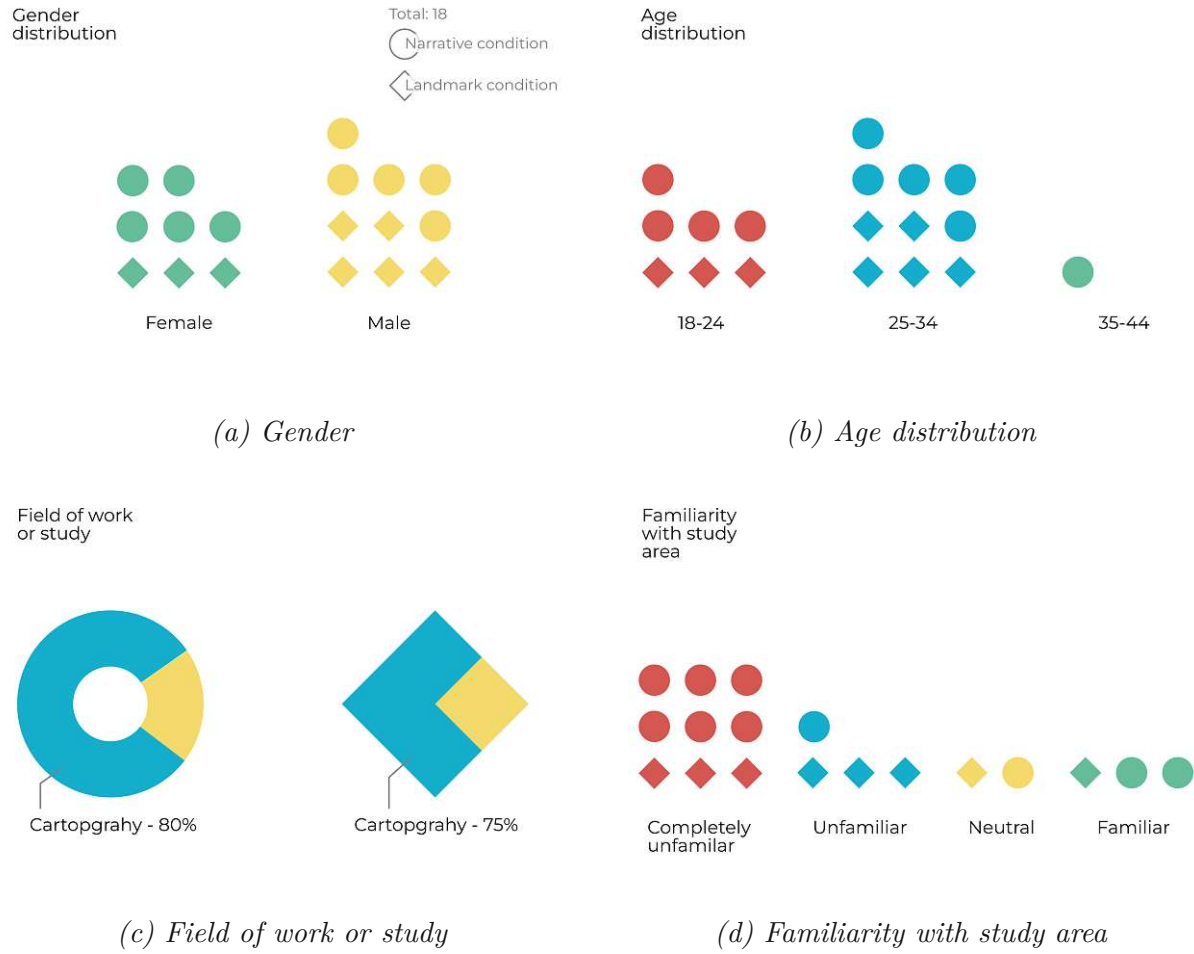 Gender
distribution
Total: 18
Narrative condition
Landmark condition
Female
Male
(a) Gender
Age
distribution
18-24
25-34
35-44
(b) Age distribution
Field of work
or study
Cartopgrahy - 80%
Cartopgrahy - 75%
(c) Field of work or study
Familiarity
with study
area
Completely
unfamilar
Unfamiliar
Neutral
Familiar
(d) Familiarity with study area